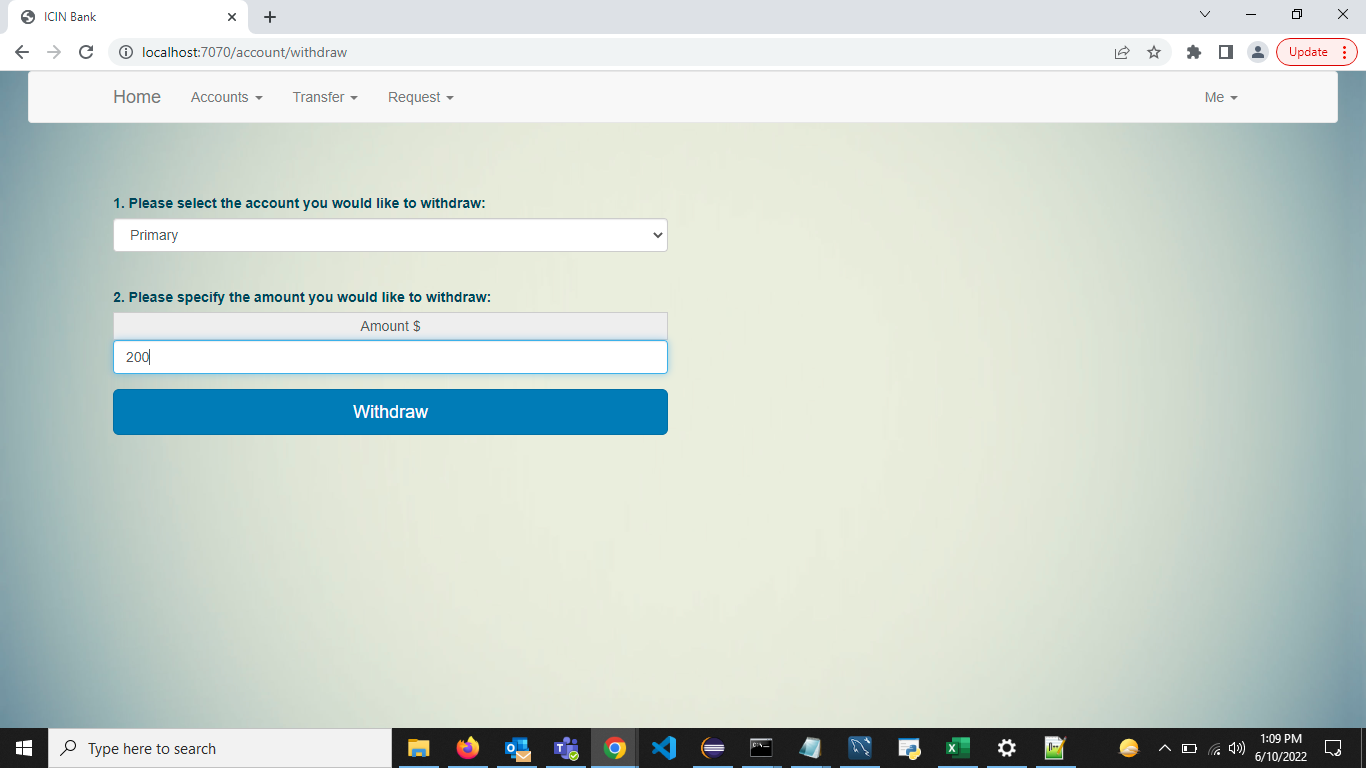 ICIN Bank
localhost:7070/account/withdraw
Update
Home Accounts Transfer Request Me
1. Please select the account you would like to withdraw:
Primary
2. Please specify the amount you would like to withdraw:
Amount $
200
Withdraw
Type here to search
1:09 PM
6/10/2022